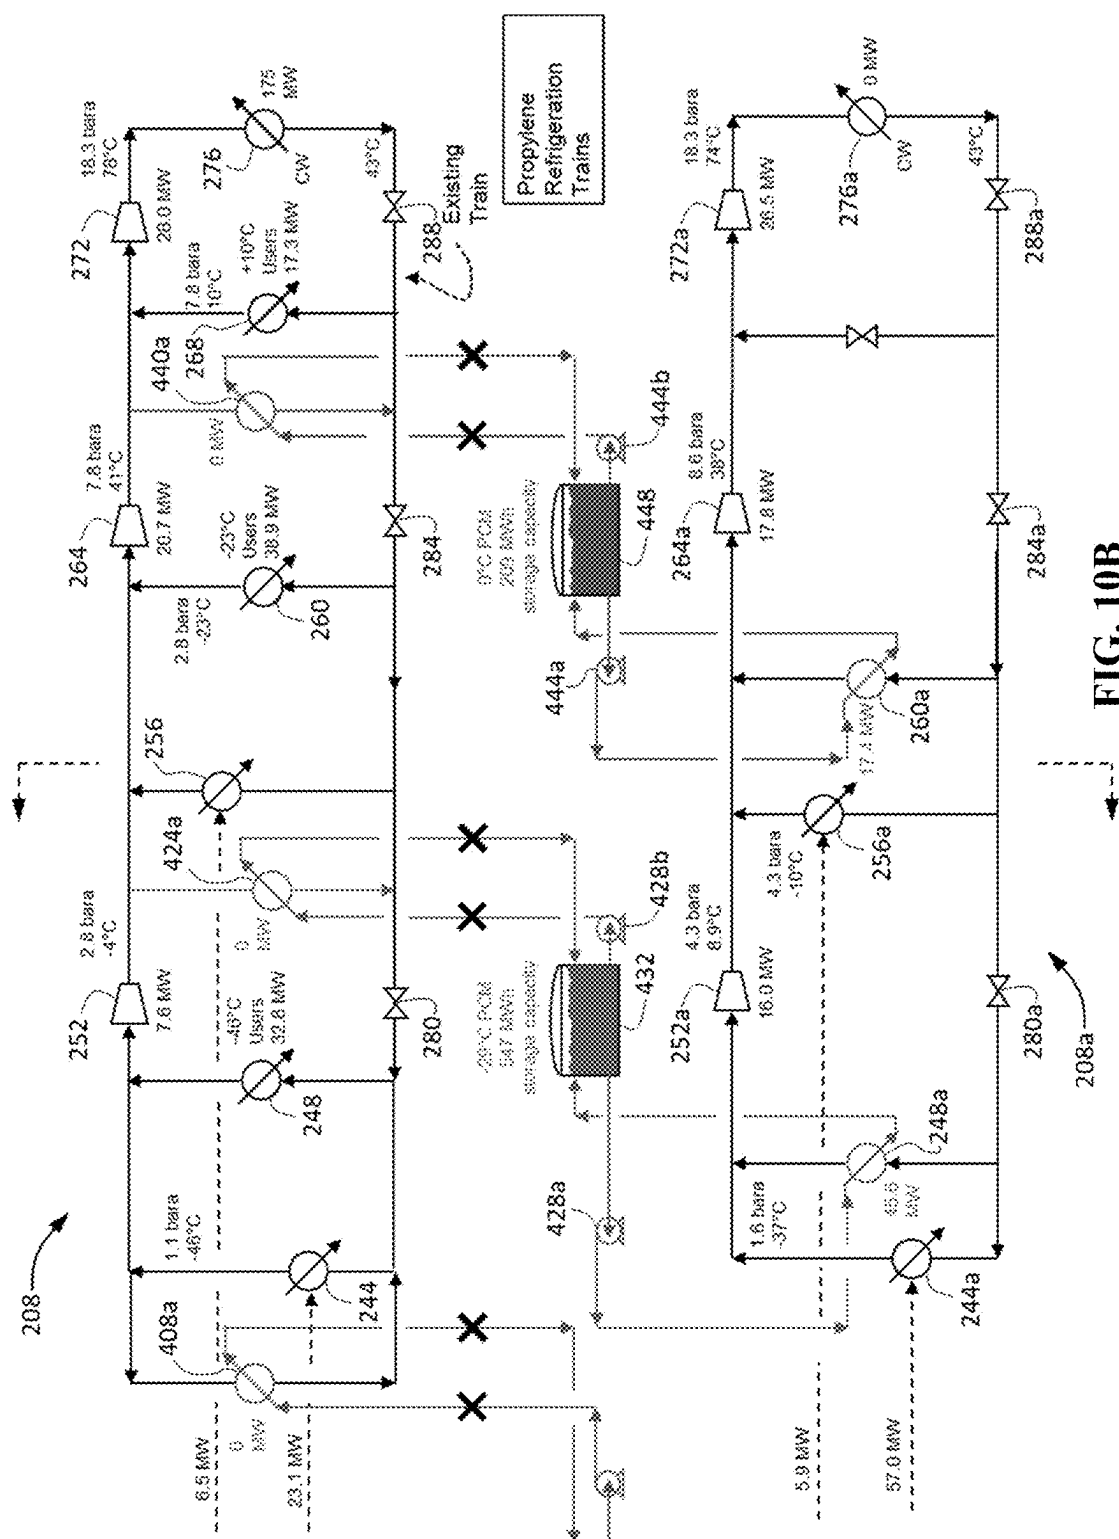 208
408a
0
MW
6.5 MW
23.1 MW
244
1.1 bara
-46°C
248
-46°C
Users
32.8 MW
252
7.6 MW
2.8 bara
-4°C
424a
0
MW
256
280
2.8 bara
-23°C
260
-23°C
Users
38.9 MW
264
20.7 MW
7.8 bara
41°C
284
440a
0 MW
268
7.8 bara
10°C
+10°C
Users
17.3 MW
272
28.0 MW
18.3 bara
78°C
276
175
MW
CW
43°C
288
Existing
Train
Propylene
Refrigeration
Trains
428a
-29°C PCM
547 MWh
storage capacity
432
428b
444a
0°C PCM
209 MWh
storage capacity
448
444b
5.9 MW
57.0 MW
244a
1.6 bara
-37°C
248a
MW
252a
16.0 MW
4.3 bara
8.9°C
4.3 bara
-10°C
256a
17.4 MW
260a
264a
17.8 MW
8.6 bara
38°C
272a
18.3 bara
74°C
276a
0 MW
CW
43°C
280a
284a
288a
208a
FIG. 10B